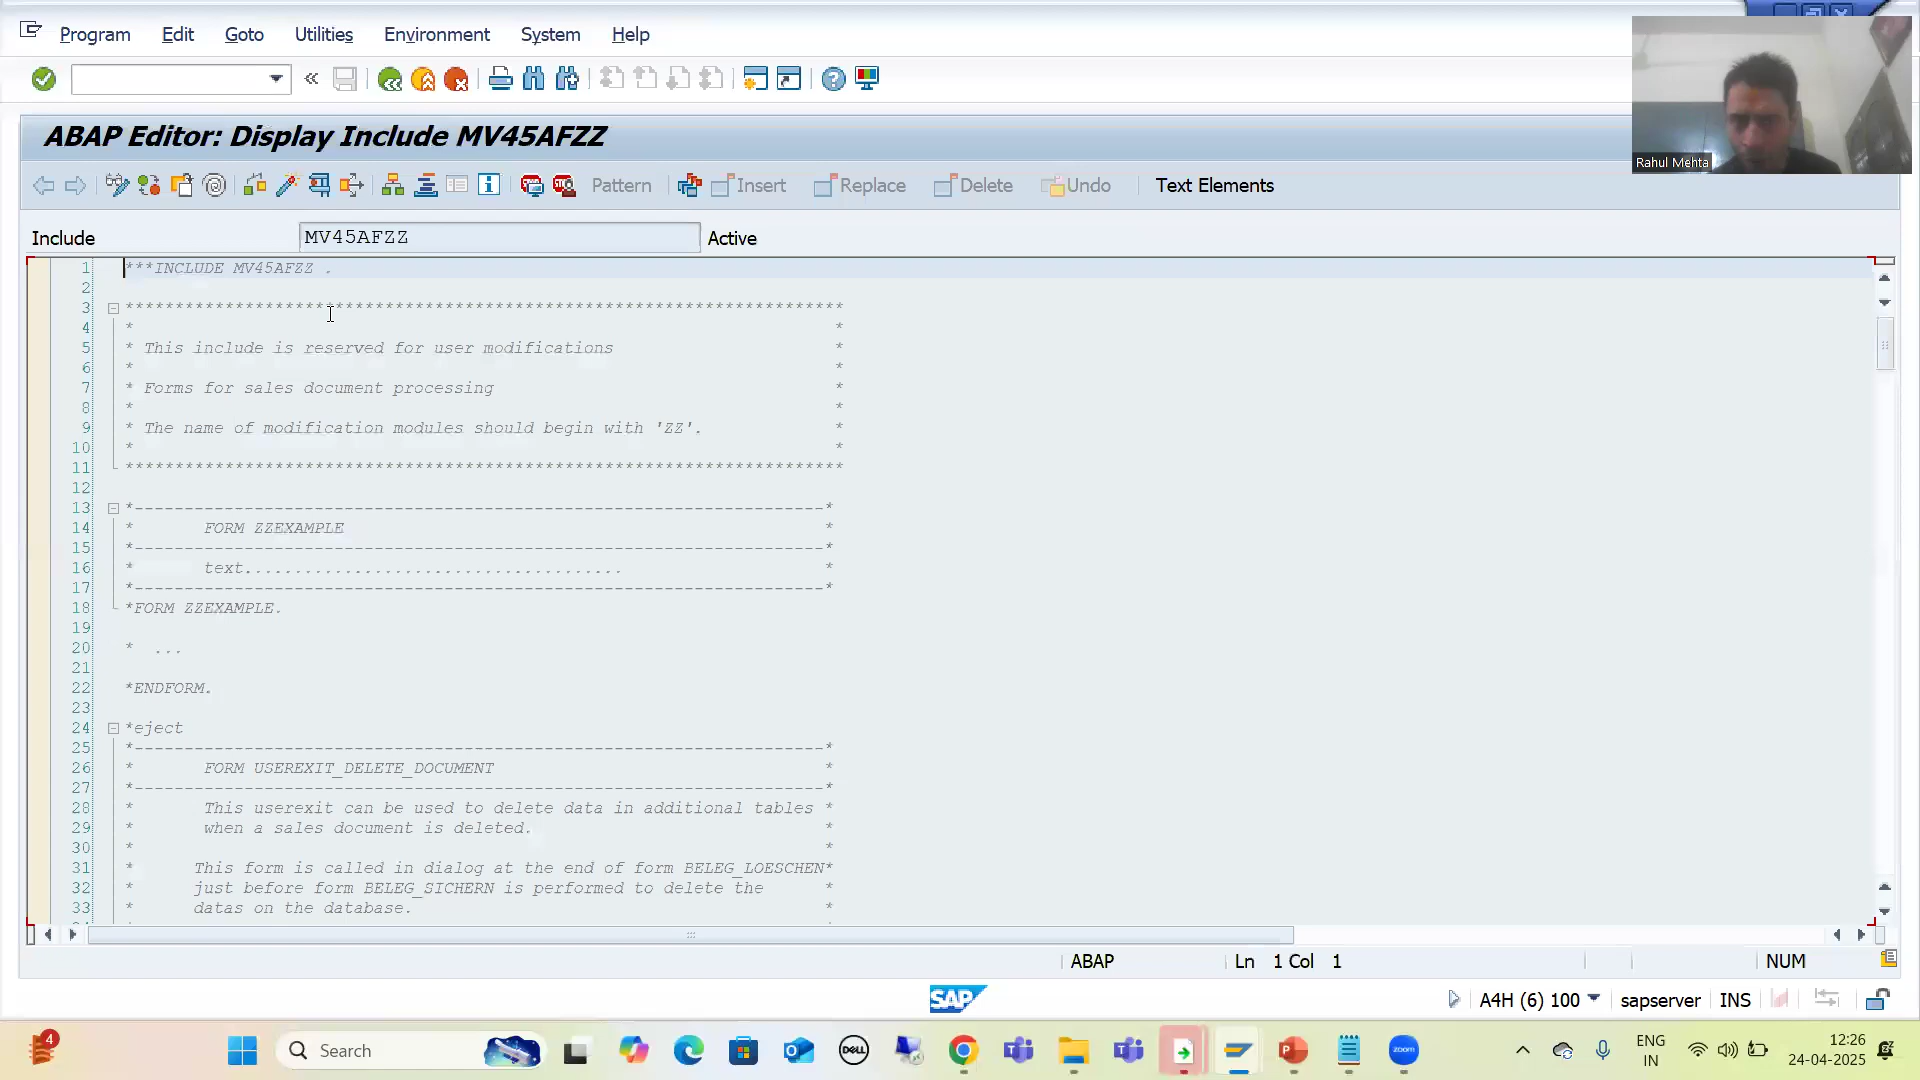 Program Edit Goto Utilities Environment System Help
Rahul Mehta
ABAP Editor: Display Include MV45AFZZ
Pattern Insert Replace Delete Undo Text Elements
Include MV45AFZZ Active
1 ***INCLUDE MV45AFZZ .
2
3 ************************************************************************
4 * *
5 * This include is reserved for user modifications *
6 * *
7 * Forms for sales document processing *
8 * *
9 * The name of modification modules should begin with 'ZZ'. *
10 * *
11 ************************************************************************
12
13 *---------------------------------------------------------------------*
14 * FORM ZZEXAMPLE *
15 *---------------------------------------------------------------------*
16 * text...................................... *
17 *---------------------------------------------------------------------*
18 *FORM ZZEXAMPLE.
19
20 * ...
21
22 *ENDFORM.
23
24 *eject
25 *---------------------------------------------------------------------*
26 * FORM USEREXIT_DELETE_DOCUMENT *
27 *---------------------------------------------------------------------*
28 * This userexit can be used to delete data in additional tables *
29 * when a sales document is deleted. *
30 * *
31 * This form is called in dialog at the end of form BELEG_LOESCHEN*
32 * just before form BELEG_SICHERN is performed to delete the *
33 * datas on the database. *
ABAP Ln 1 Col 1 NUM
SAP A4H (6) 100 sapserver INS
4 Search DELL zoom ENG IN 12:26 24-04-2025